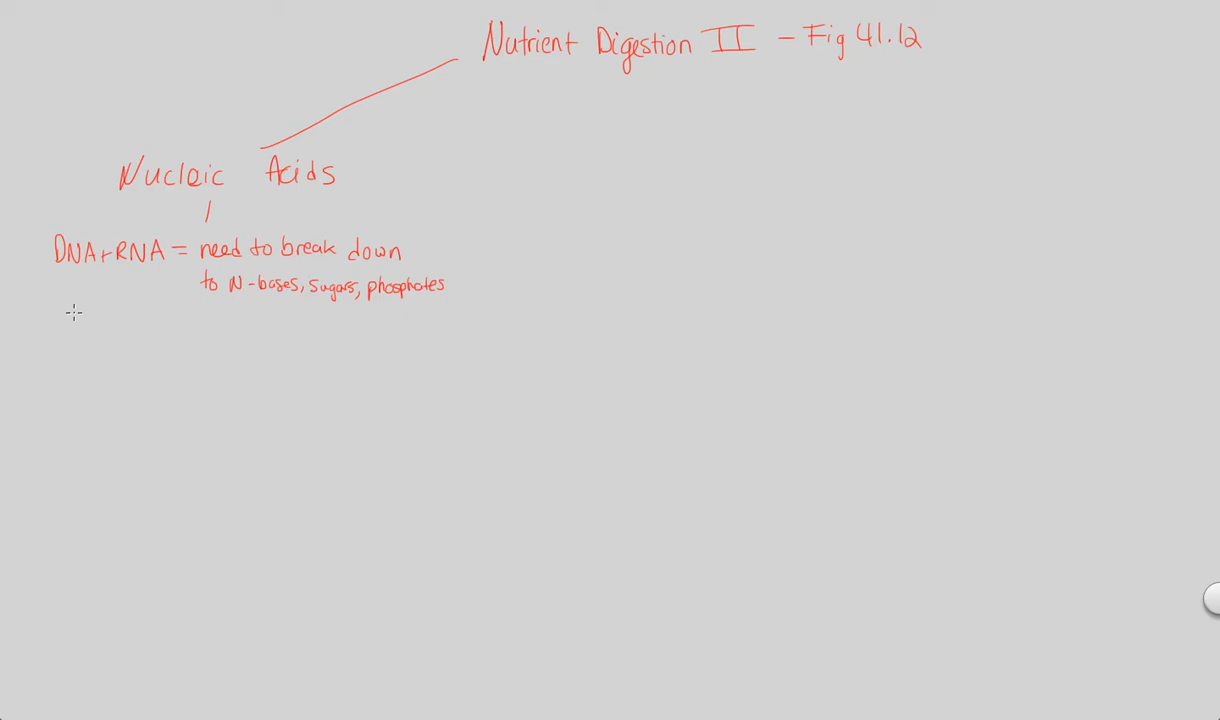 Nutrient Digestion II - Fig 41.12
Nucleic Acids
DNA+RNA = need to break down
to N-bases, sugars, phosphates